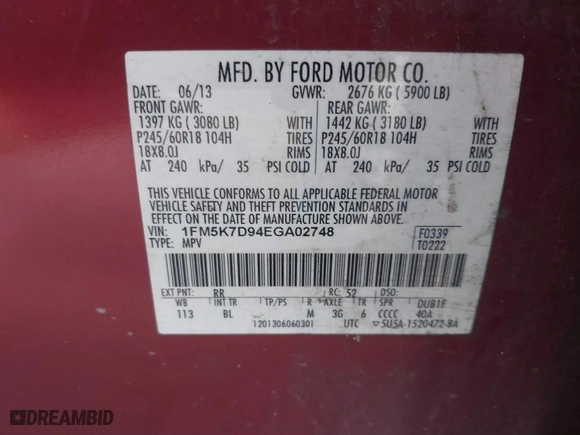 MFD. BY FORD MOTOR CO.
DATE: 06/13 GVWR: 2676 KG ( 5900 LB)
FRONT GAWR: REAR GAWR:
1397 KG ( 3080 LB) WITH 1442 KG ( 3180 LB) WITH
P245/60R18 104H TIRES P245/60R18 104H TIRES
18X8.0J RIMS 18X8.0J RIMS
AT 240 kPa/ 35 PSI COLD AT 240 kPa/ 35 PSI COLD
THIS VEHICLE CONFORMS TO ALL APPLICABLE FEDERAL MOTOR
VEHICLE SAFETY AND THEFT PREVENTION STANDARDS IN
EFFECT ON THE DATE OF MANUFACTURE SHOWN ABOVE.
VIN: 1FM5K7D94EGA02748 F0339
TYPE: MPV T0222
EXT PNT: RR RC: 52 DSO:
WB INT TR TP/PS R AXLE TR SPR DUB1F
113 BL M 3G 6 CCCC 40A
1201306060301 UTC 5U5A-1520472-BA
DREAMBID